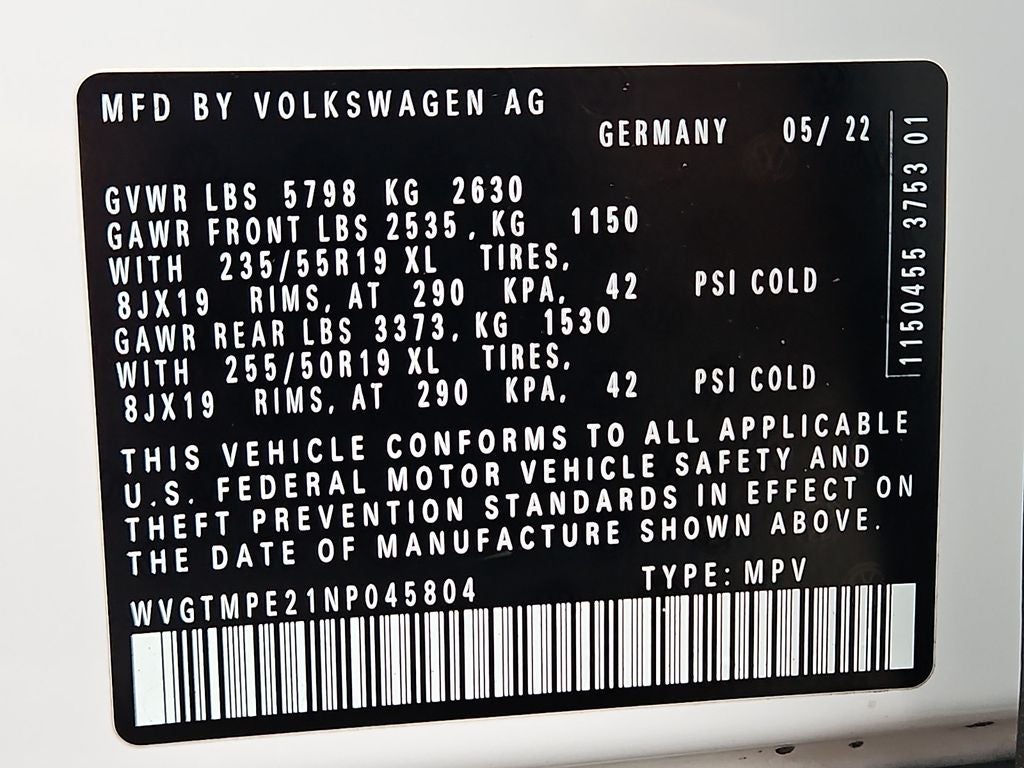 MFD BY VOLKSWAGEN AG
GERMANY 05/ 22
GVWR LBS 5798 KG 2630
GAWR FRONT LBS 2535, KG 1150
WITH 235/55R19 XL TIRES,
8JX19 RIMS, AT 290 KPA, 42 PSI COLD
GAWR REAR LBS 3373, KG 1530
WITH 255/50R19 XL TIRES,
8JX19 RIMS, AT 290 KPA, 42 PSI COLD
THIS VEHICLE CONFORMS TO ALL APPLICABLE
U.S. FEDERAL MOTOR VEHICLE SAFETY AND
THEFT PREVENTION STANDARDS IN EFFECT ON
THE DATE OF MANUFACTURE SHOWN ABOVE.
WVGTMPE21NP045804 TYPE: MPV
1150455 3753 01